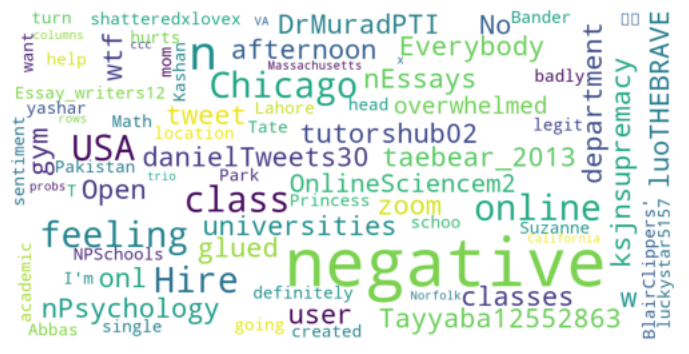 turn shatteredxlovex DrMuradPTI No Bander
VA
columns ccc hurts mom
want wtf n afternoon Everybody
help Massachusetts x
Kashan Chicago nEssays department
Essay_writers12 tweet head overwhelmed badly
yashar Math Lahore
location Tate tutorshub02 legit
sentiment gym rows USA
Pakistan danielTweets30 taebear_2013
probs T Open trio Park OnlineSciencem2
class Princess zoom online
feeling universities schoo Suzanne
NPSchools glued California
I'm onl Hire negative
academic definitely Norfolk classes w
nPsychology user
Abbas single going created Tayyaba12552863
ksjnsupremacy
luoTHEBRAVE
BlairClippers'
luckystar5157